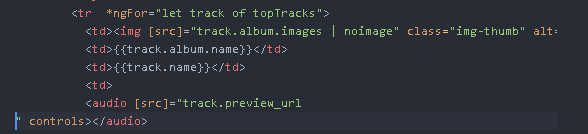 <tr  *ngFor="let track of topTracks">
<td><img [src]="track.album.images | noimage" class="img-thumb" alt=
<td>{{track.album.name}}</td>
<td>{{track.name}}</td>
<td>
<audio [src]="track.preview_url
" controls></audio>